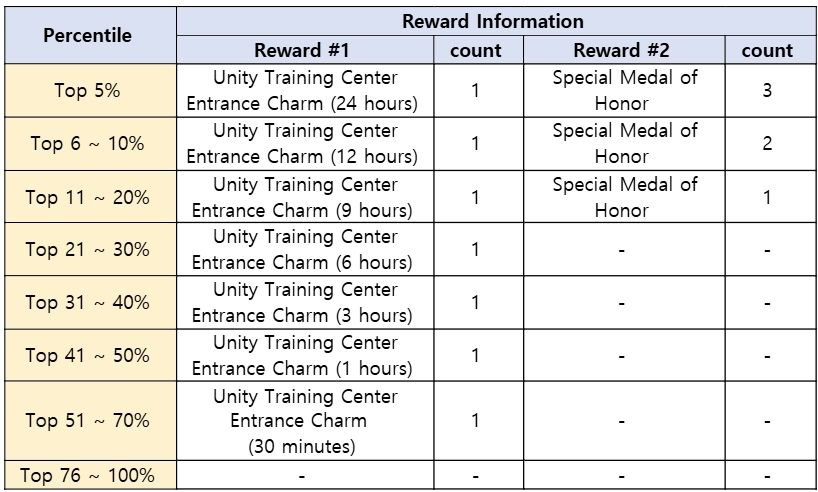 Percentile
Reward Information
Reward #1 count Reward #2 count
Top 5%
Unity Training Center
Entrance Charm (24 hours)
1
Special Medal of
Honor
3
Top 6 ~ 10%
Unity Training Center
Entrance Charm (12 hours)
1
Special Medal of
Honor
2
Top 11 ~ 20%
Unity Training Center
Entrance Charm (9 hours)
1
Special Medal of
Honor
1
Top 21 ~ 30%
Unity Training Center
Entrance Charm (6 hours)
1
-
-
Top 31 ~ 40%
Unity Training Center
Entrance Charm (3 hours)
1
-
-
Top 41 ~ 50%
Unity Training Center
Entrance Charm (1 hours)
1
-
-
Top 51 ~ 70%
Unity Training Center
Entrance Charm
(30 minutes)
1
-
-
Top 76 ~ 100%
-
-
-
-